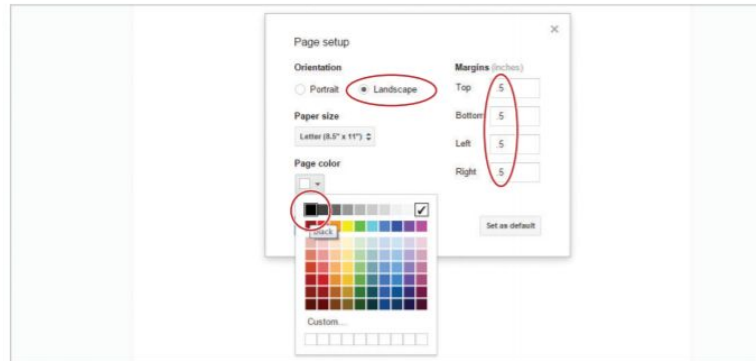 Page setup
Orientation
Portrait
Landscape
Margins (inches)
Top .5
Bottom .5
Left .5
Right .5
Paper size
Letter (8.5" x 11")
Page color
Black
Custom...
Set as default